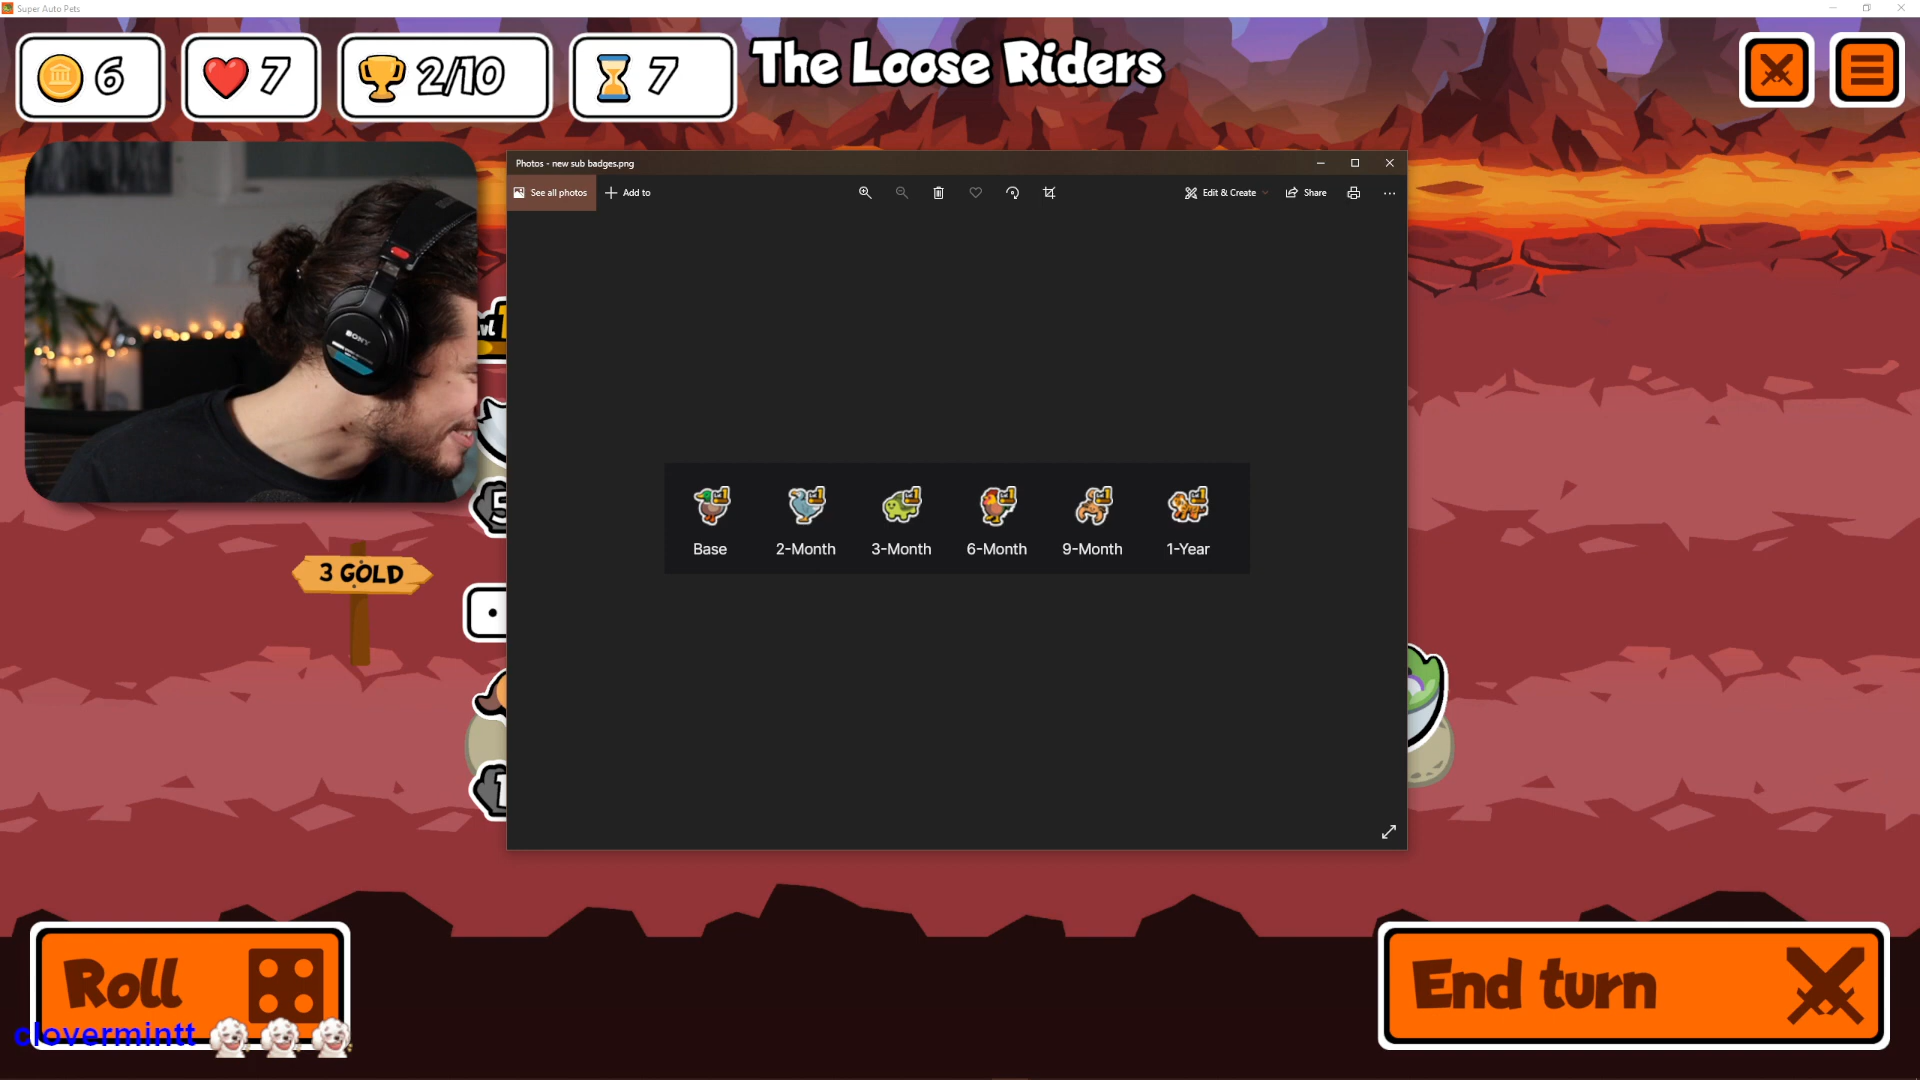 Super Auto Pets
6
7
2/10
7
The Loose Riders
Photos - new sub badges.png
See all photos
Add to
Edit & Create
Share
SONY
3 GOLD
Base
2-Month
3-Month
6-Month
9-Month
1-Year
Roll
End turn
clovermintt